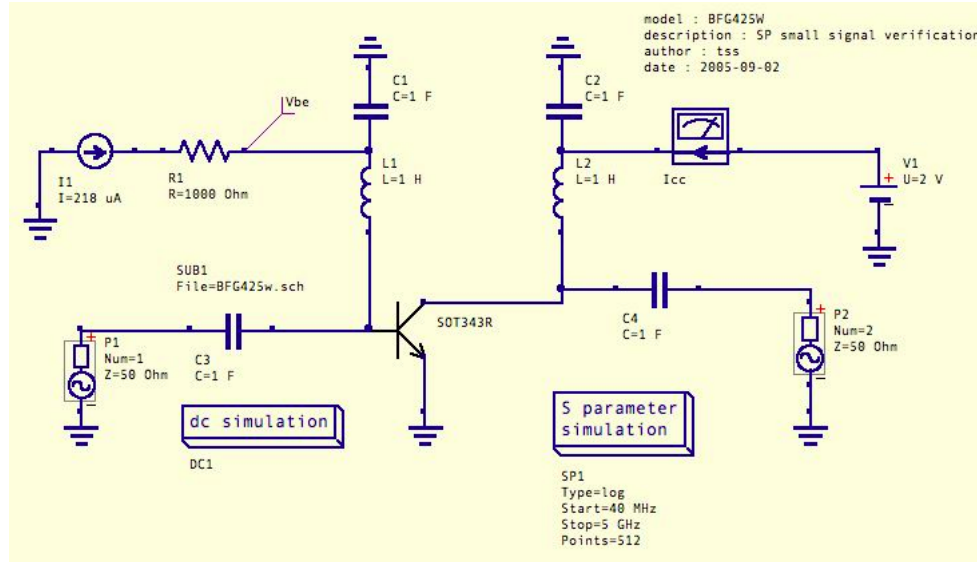 model : BFG425W
description : SP small signal verification
author : tss
date : 2005-09-02
C1
C=1 F
C2
C=1 F
Vbe
I1
I=218 uA
R1
R=1000 Ohm
L1
L=1 H
L2
L=1 H
Icc
V1
U=2 V
SUB1
File=BFG425w.sch
SOT343R
P1
Num=1
Z=50 Ohm
C3
C=1 F
C4
C=1 F
P2
Num=2
Z=50 Ohm
dc simulation
DC1
S parameter
simulation
SP1
Type=log
Start=40 MHz
Stop=5 GHz
Points=512